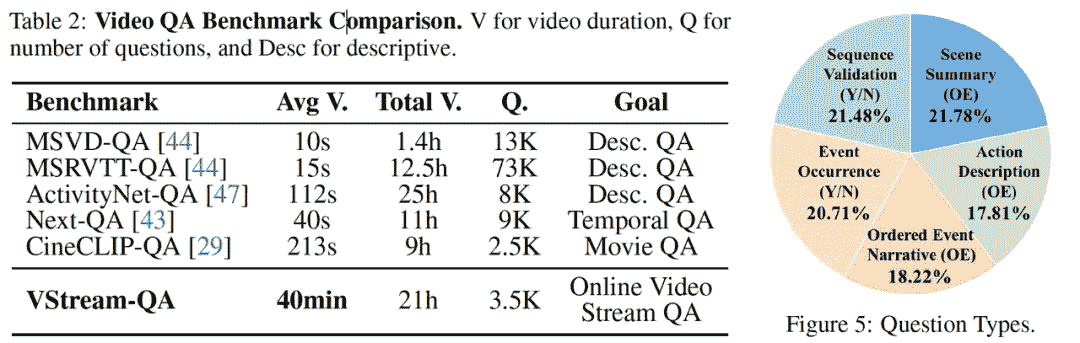 Table 2: Video QA Benchmark Comparison. V for video duration, Q for
number of questions, and Desc for descriptive.
Benchmark Avg V. Total V. Q. Goal
MSVD-QA [44] 10s 1.4h 13K Desc. QA
MSRVTT-QA [44] 15s 12.5h 73K Desc. QA
ActivityNet-QA [47] 112s 25h 8K Desc. QA
Next-QA [43] 40s 11h 9K Temporal QA
CineCLIP-QA [29] 213s 9h 2.5K Movie QA
VStream-QA 40min 21h 3.5K Online Video
Stream QA
Sequence
Validation
(Y/N)
21.48%
Scene
Summary
(OE)
21.78%
Event
Occurrence
(Y/N)
20.71%
Action
Description
(OE)
17.81%
Ordered Event
Narrative (OE)
18.22%
Figure 5: Question Types.